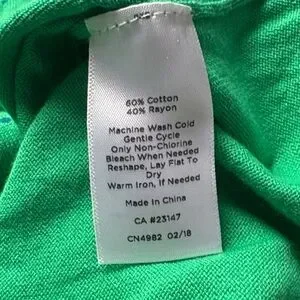 60% Cotton
40% Rayon
Machine Wash Cold
Gentle Cycle
Only Non-Chlorine
Bleach When Needed
Reshape, Lay Flat To
Dry
Warm Iron, If Needed
Made in China
CA #23147
CN4982 02/18